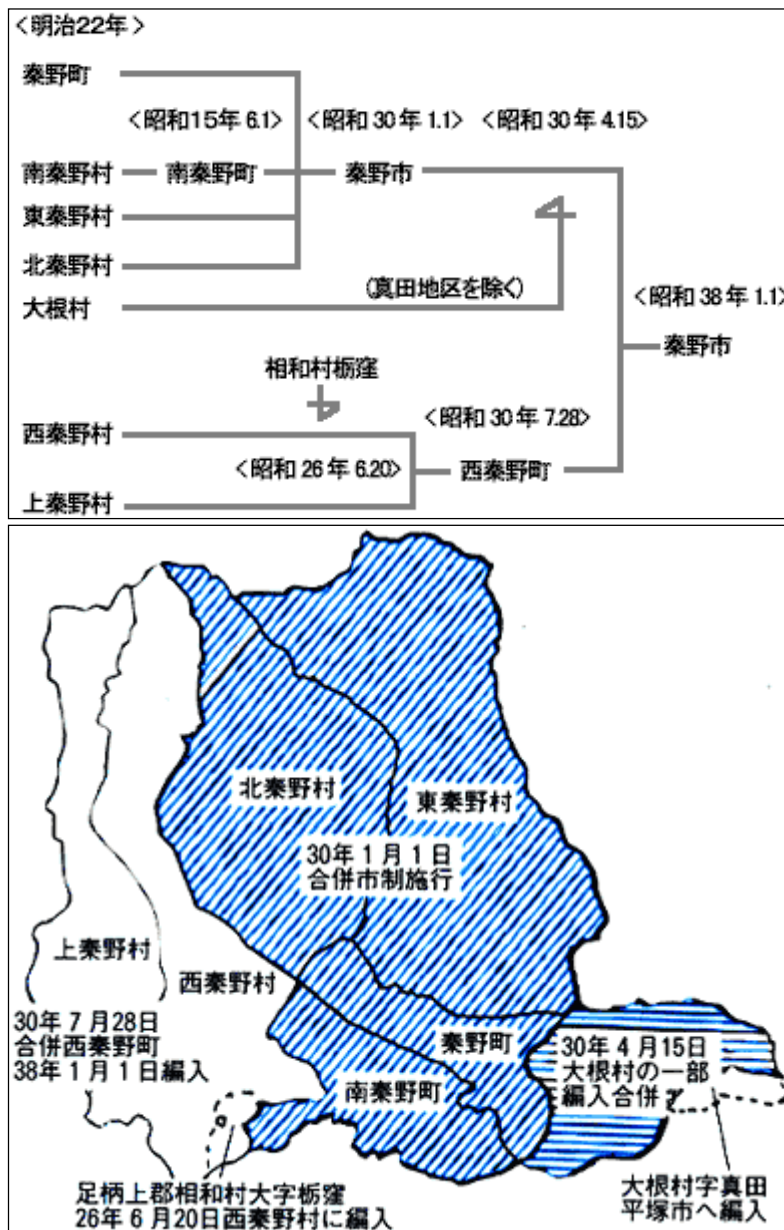 <明治22年>
秦野町
<昭和15年 6.1> <昭和 30年 1.1> <昭和 30年 4.15>
南秦野村 南秦野町 秦野市
東秦野村
北秦野村
大根村 (真田地区を除く)
<昭和 38年 1.1>
秦野市
相和村栃窪
西秦野村
<昭和 30年 7.28>
<昭和 26年 6.20> 西秦野町
上秦野村
北秦野村
東秦野村
30年1月1日
合併市制施行
上秦野村
西秦野村
30年7月28日
合併西秦野町
38年1月1日編入
秦野町
南秦野町
30年4月15日
大根村の一部
編入合併
足柄上郡相和村大字栃窪
26年6月20日西秦野村に編入
大根村字真田
平塚市へ編入